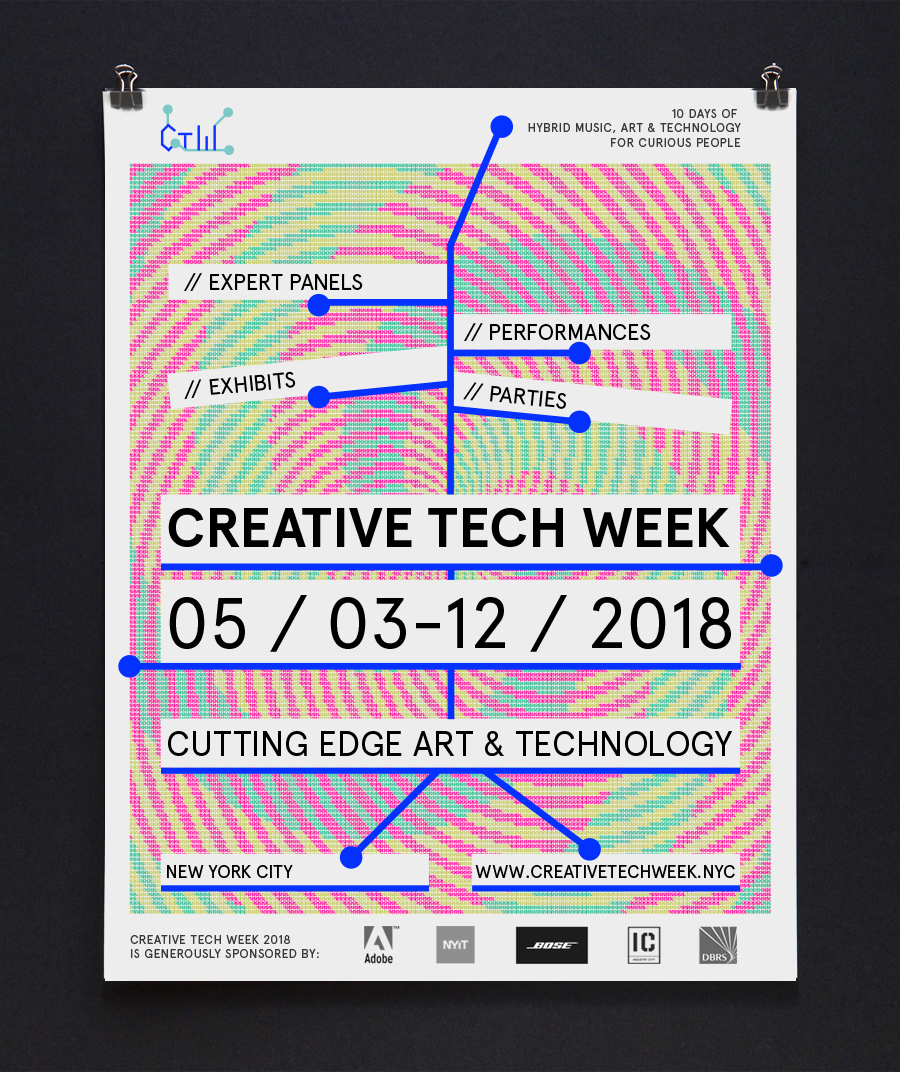 CTW
10 DAYS OF
HYBRID MUSIC, ART & TECHNOLOGY
FOR CURIOUS PEOPLE
// EXPERT PANELS
// PERFORMANCES
// EXHIBITS
// PARTIES
CREATIVE TECH WEEK
05 / 03-12 / 2018
CUTTING EDGE ART & TECHNOLOGY
NEW YORK CITY
WWW.CREATIVETECHWEEK.NYC
CREATIVE TECH WEEK 2018
IS GENEROUSLY SPONSORED BY:
Adobe™
NYiT
BOSE
IC
DBRS